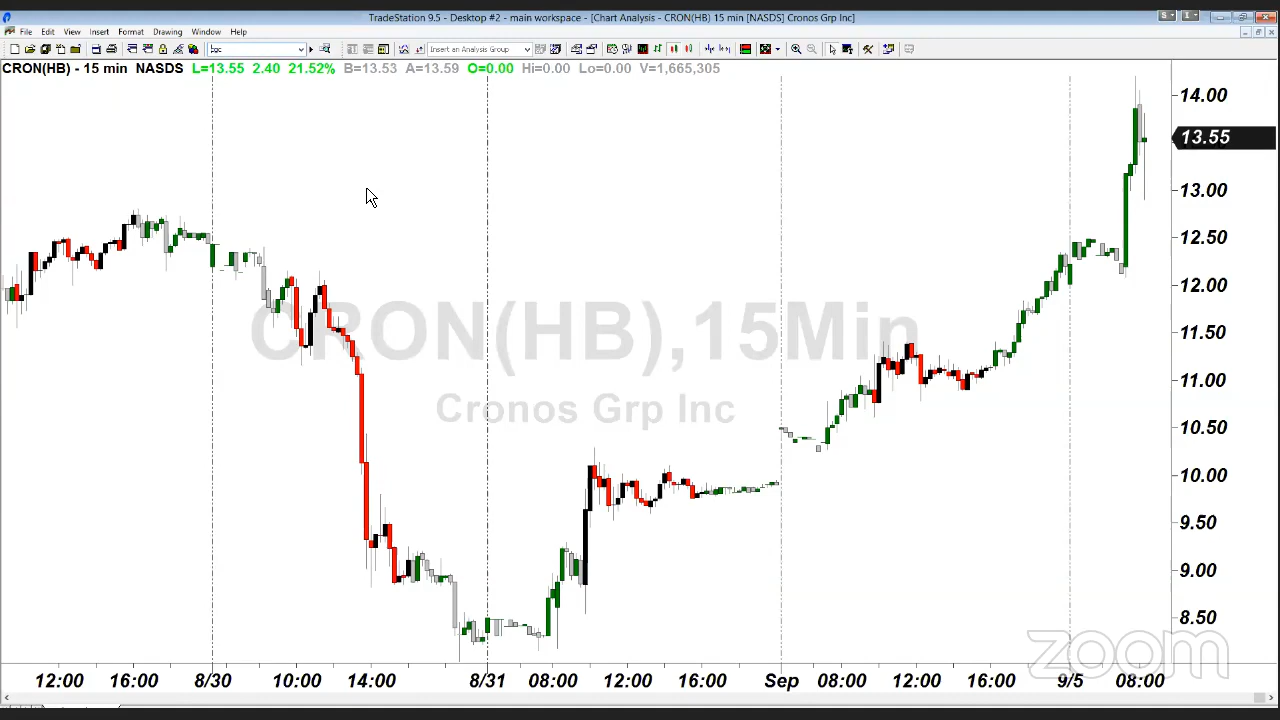 TradeStation 9.5 - Desktop #2 - main workspace - [Chart Analysis - CRON(HB) 15 min [NASDS] Cronos Grp Inc]
File Edit View Insert Format Drawing Window Help
Insert an Analysis Group
CRON(HB) - 15 min NASDS L=13.55 2.40 21.52% B=13.53 A=13.59 O=0.00 Hi=0.00 Lo=0.00 V=1,665,305
14.00
13.55
13.00
12.50
12.00
CRON(HB),15Min
11.50
11.00
Cronos Grp Inc
10.50
10.00
9.50
9.00
8.50
zoom
12:00 16:00 8/30 10:00 14:00 8/31 08:00 12:00 16:00 Sep 08:00 12:00 16:00 9/5 08:00